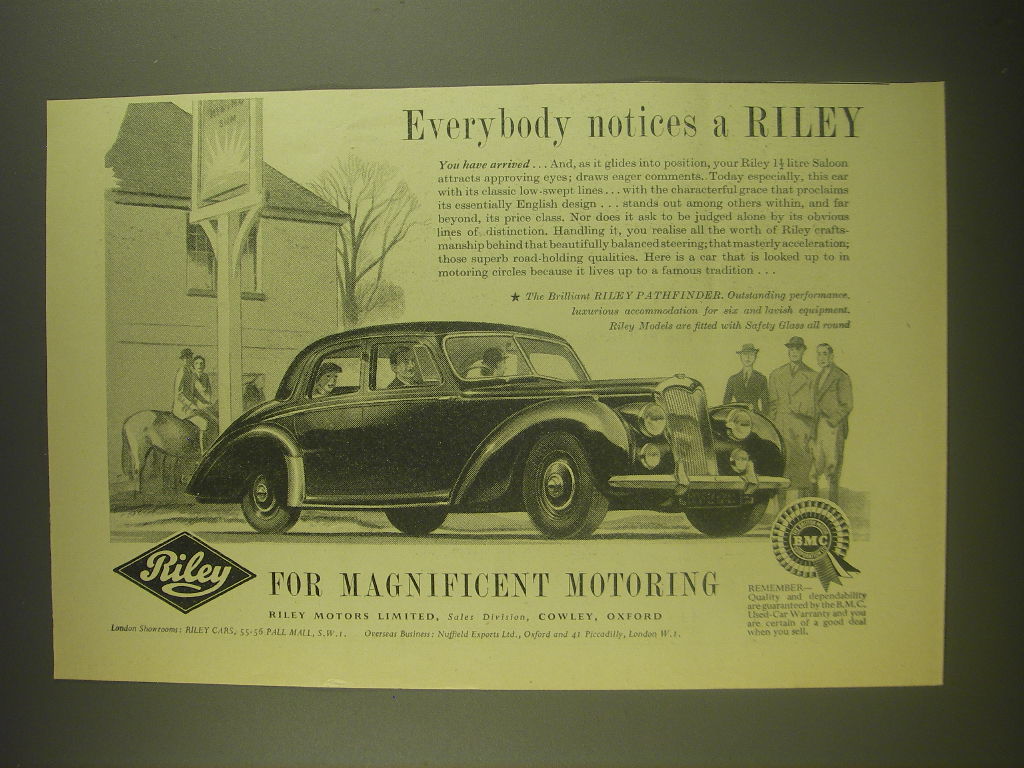 RISING
SUN
Everybody notices a RILEY
You have arrived . . . And, as it glides into position, your Riley 1½ litre Saloon
attracts approving eyes; draws eager comments. Today especially, this car
with its classic low-swept lines . . . with the characterful grace that proclaims
its essentially English design . . . stands out among others within, and far
beyond, its price class. Nor does it ask to be judged alone by its obvious
lines of distinction. Handling it, you realise all the worth of Riley crafts-
manship behind that beautifully balanced steering; that masterly acceleration;
those superb road-holding qualities. Here is a car that is looked up to in
motoring circles because it lives up to a famous tradition . . .
★ The Brilliant RILEY PATHFINDER. Outstanding performance,
luxurious accommodation for six and lavish equipment.
Riley Models are fitted with Safety Glass all round
Riley
FOR MAGNIFICENT MOTORING
RILEY MOTORS LIMITED, Sales Division, COWLEY, OXFORD
London Showrooms: RILEY CARS, 55-56 PALL MALL, S.W.1. Overseas Business: Nuffield Exports Ltd., Oxford and 41 Piccadilly, London W.1.
BMC
REMEMBER—
Quality and dependability
are guaranteed by the B.M.C.
Used-Car Warranty and you
are certain of a good deal
when you sell.